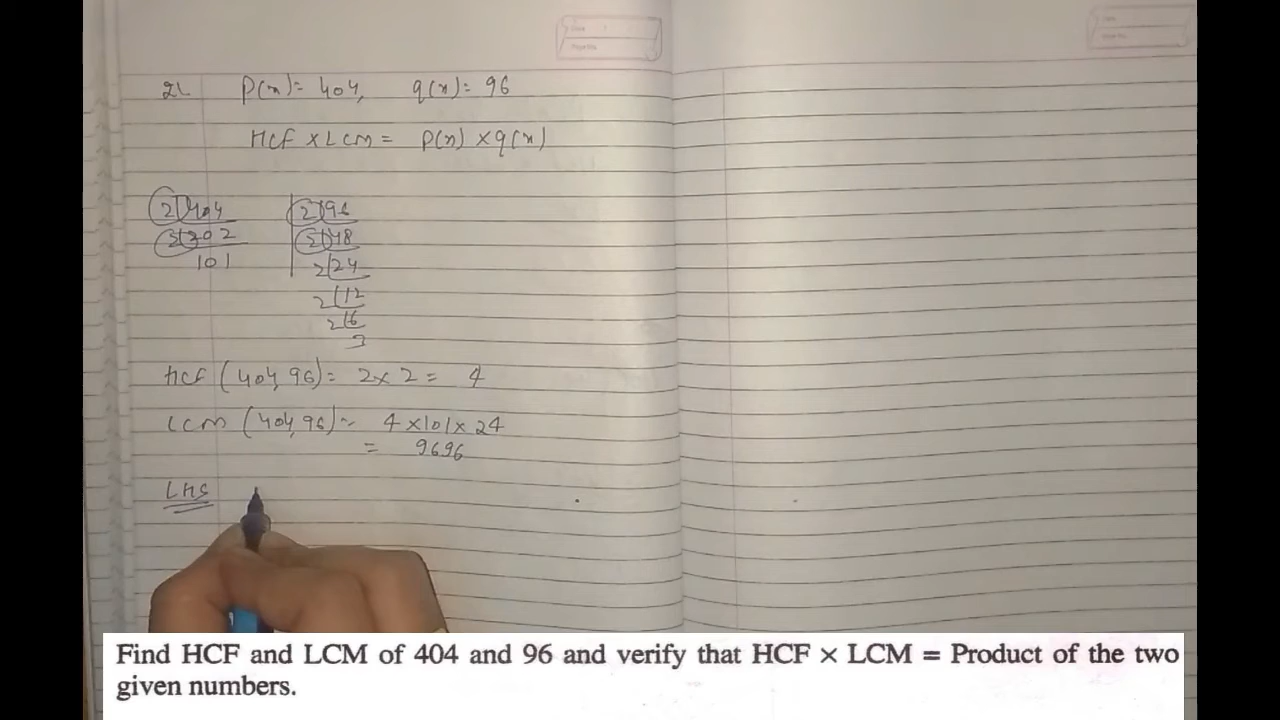 21 P(x) = 404, q(x) = 96
HCF × LCM = P(x) × q(x)
2 404 2 96
2 202 2 48
101 2 24
2 12
2 6
3
HCF (404, 96) = 2 × 2 = 4
LCM (404, 96) = 4 × 101 × 24
= 9696
LHS
Find HCF and LCM of 404 and 96 and verify that HCF × LCM = Product of the two
given numbers.